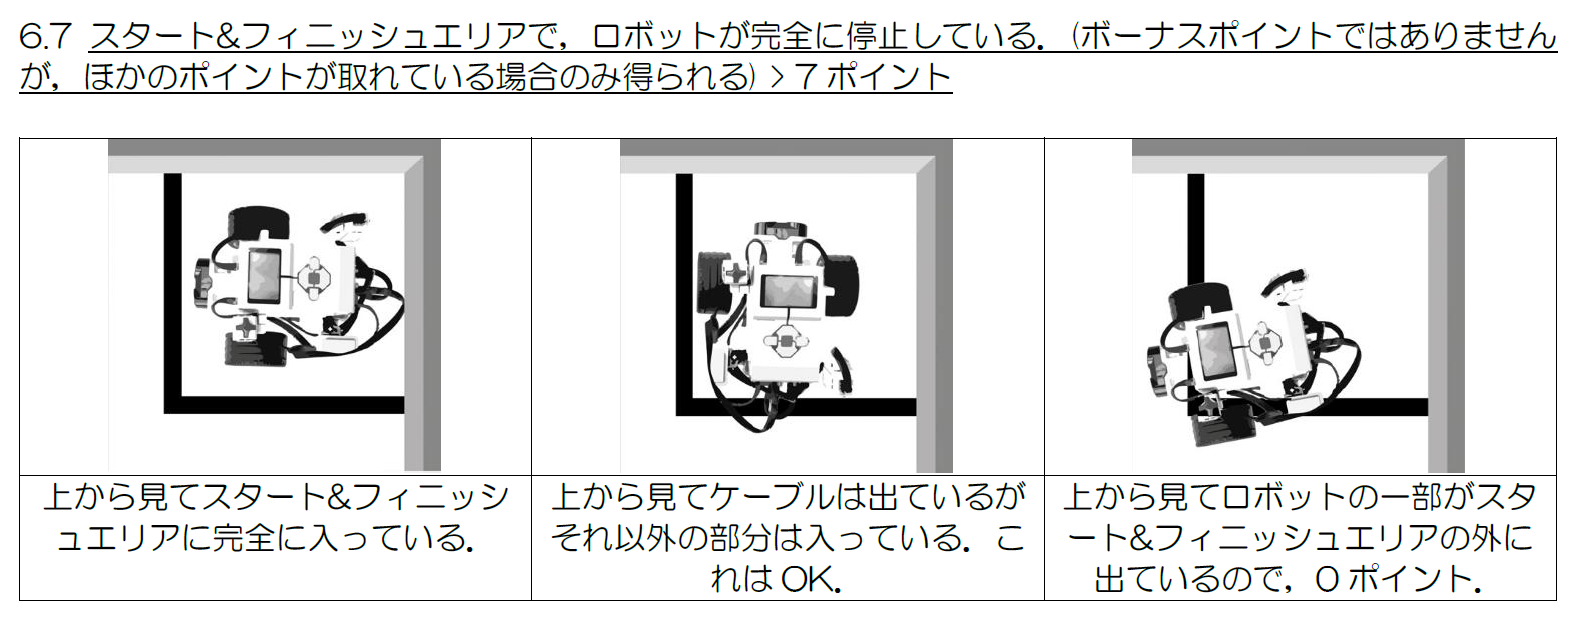 6.7 スタート&フィニッシュエリアで，ロボットが完全に停止している．(ボーナスポイントではありません
が，ほかのポイントが取れている場合のみ得られる) > 7 ポイント
上から見てスタート&フィニッシ
ュエリアに完全に入っている．
上から見てケーブルは出ているが
それ以外の部分は入っている．こ
れは OK．
上から見てロボットの一部がスタ
ート&フィニッシュエリアの外に
出ているので，0 ポイント．